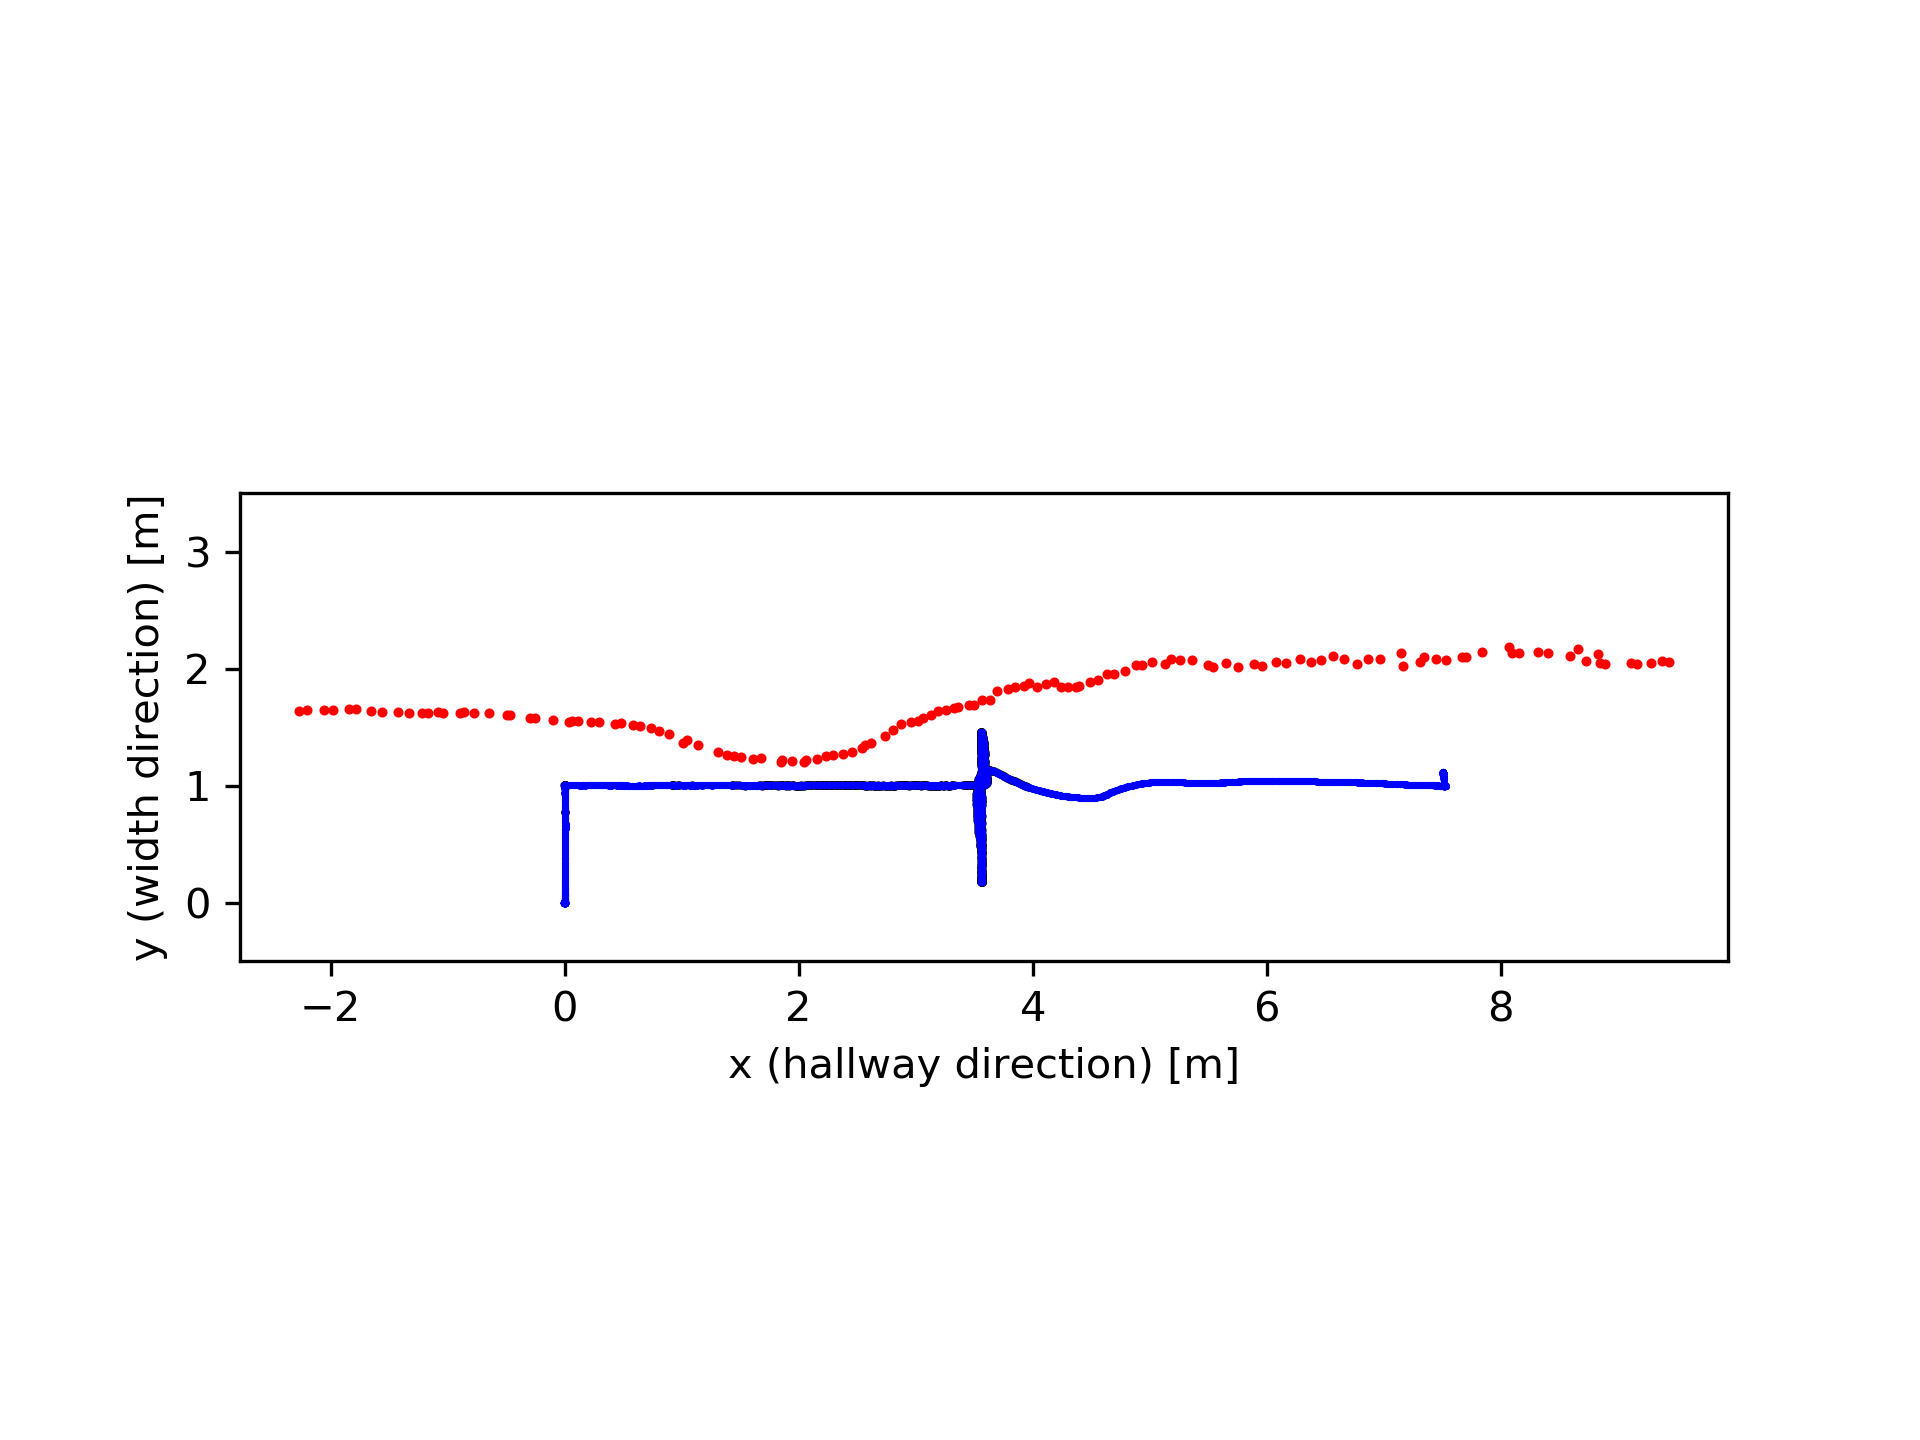 y (width direction) [m]
3
2
1
0
−2 0 2 4 6 8
x (hallway direction) [m]